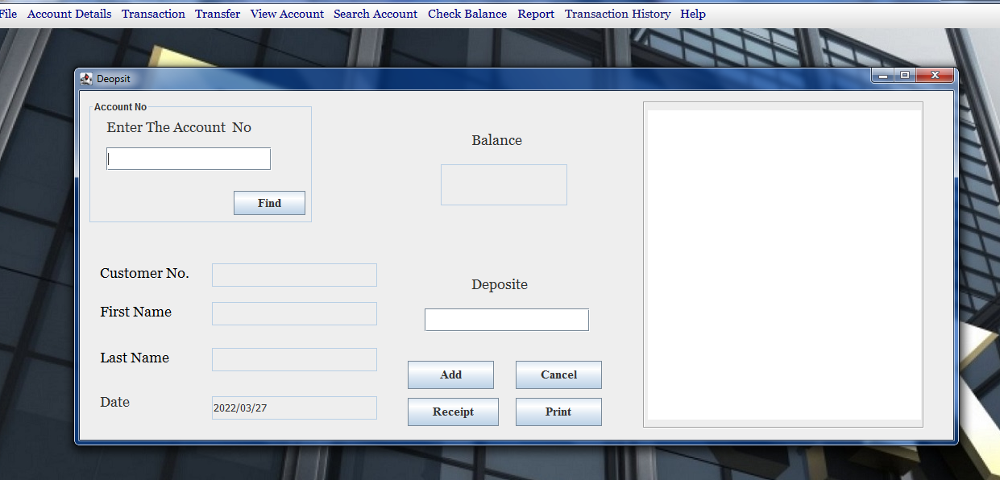 File Account Details Transaction Transfer View Account Search Account Check Balance Report Transaction History Help
Deopsit
Account No
Enter The Account No
Find
Balance
Customer No.
First Name
Last Name
Date 2022/03/27
Deposite
Add Cancel
Receipt Print